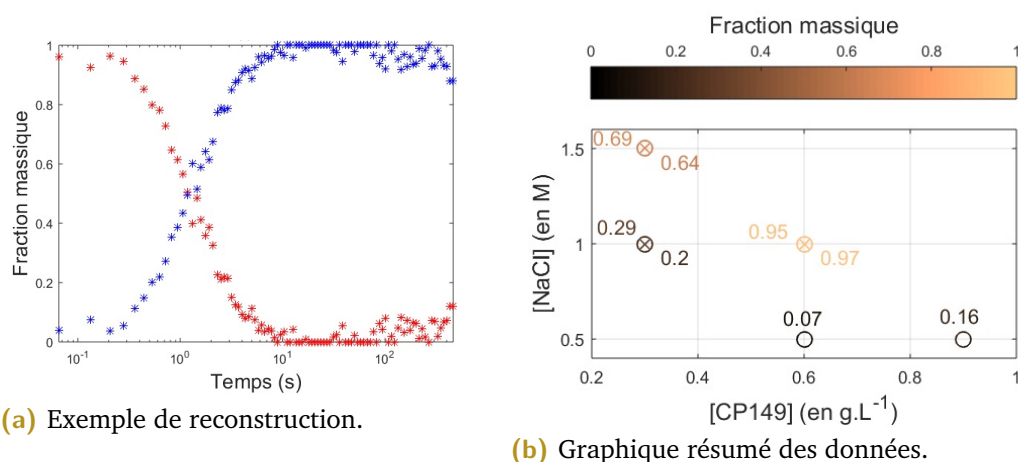 Fraction massique
0 0.2 0.4 0.6 0.8 1
1
0.8
0.6
0.4
0.2
0
Fraction massique
10⁻¹ 10⁰ 10¹ 10²
Temps (s)
(a) Exemple de reconstruction.
1.5
1
0.5
[NaCl] (en M)
0.69
0.64
0.29
0.2
0.95
0.97
0.07
0.16
0.2 0.4 0.6 0.8 1
[CP149] (en g.L⁻¹)
(b) Graphique résumé des données.